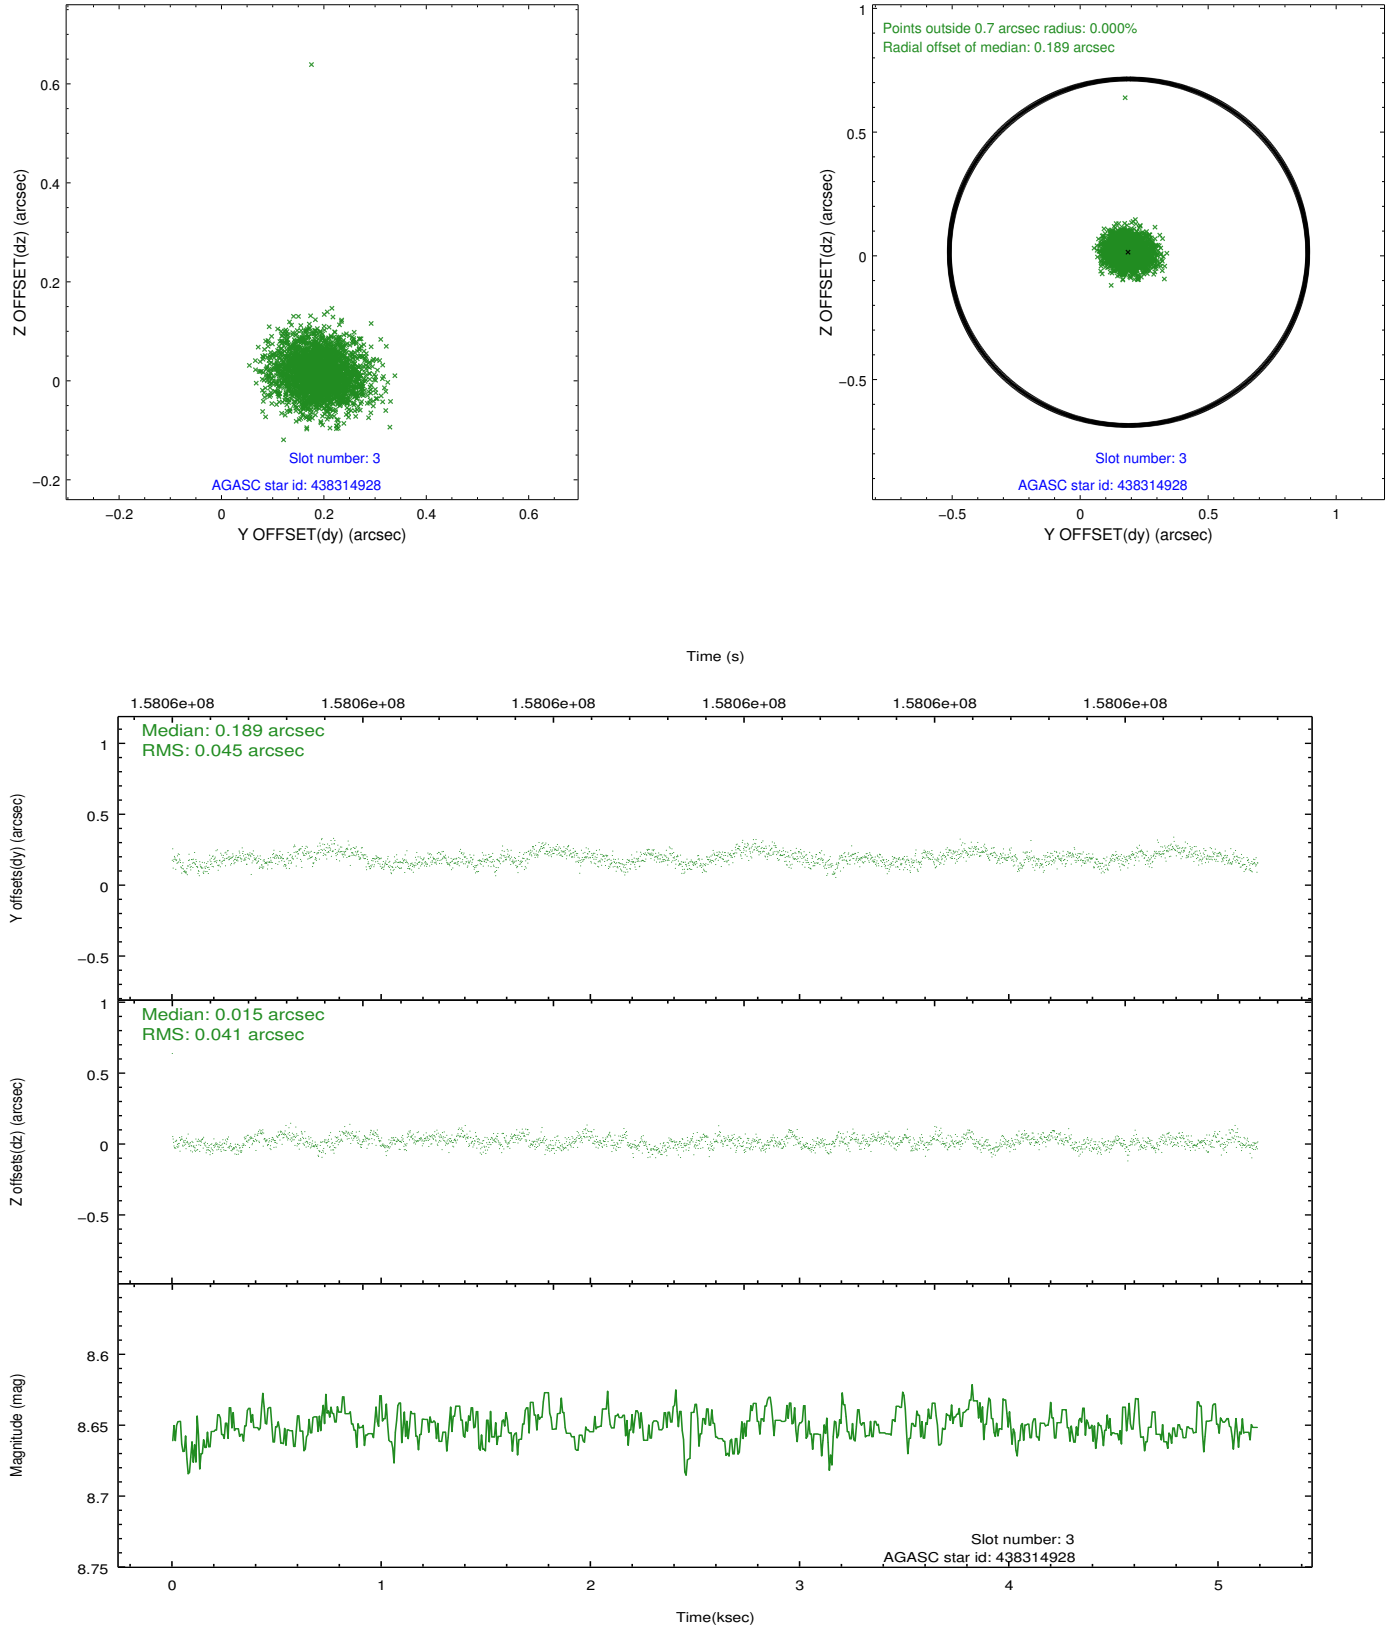 0.6
0.4
0.2
0
−0.2
Z OFFSET(dz) (arcsec)
Slot number: 3
AGASC star id: 438314928
−0.2 0 0.2 0.4 0.6
Y OFFSET(dy) (arcsec)
1
0.5
0
−0.5
Z OFFSET(dz) (arcsec)
Points outside 0.7 arcsec radius: 0.000%
Radial offset of median: 0.189 arcsec
Slot number: 3
AGASC star id: 438314928
−0.5 0 0.5 1
Y OFFSET(dy) (arcsec)
Time (s)
1.5806e+08 1.5806e+08 1.5806e+08 1.5806e+08 1.5806e+08 1.5806e+08
Median: 0.189 arcsec
RMS: 0.045 arcsec
1
0.5
0
−0.5
Y offsets(dy) (arcsec)
Median: 0.015 arcsec
RMS: 0.041 arcsec
1
0.5
0
−0.5
Z offsets(dz) (arcsec)
8.6
8.65
8.7
8.75
Magnitude (mag)
Slot number: 3
AGASC star id: 438314928
0 1 2 3 4 5
Time(ksec)